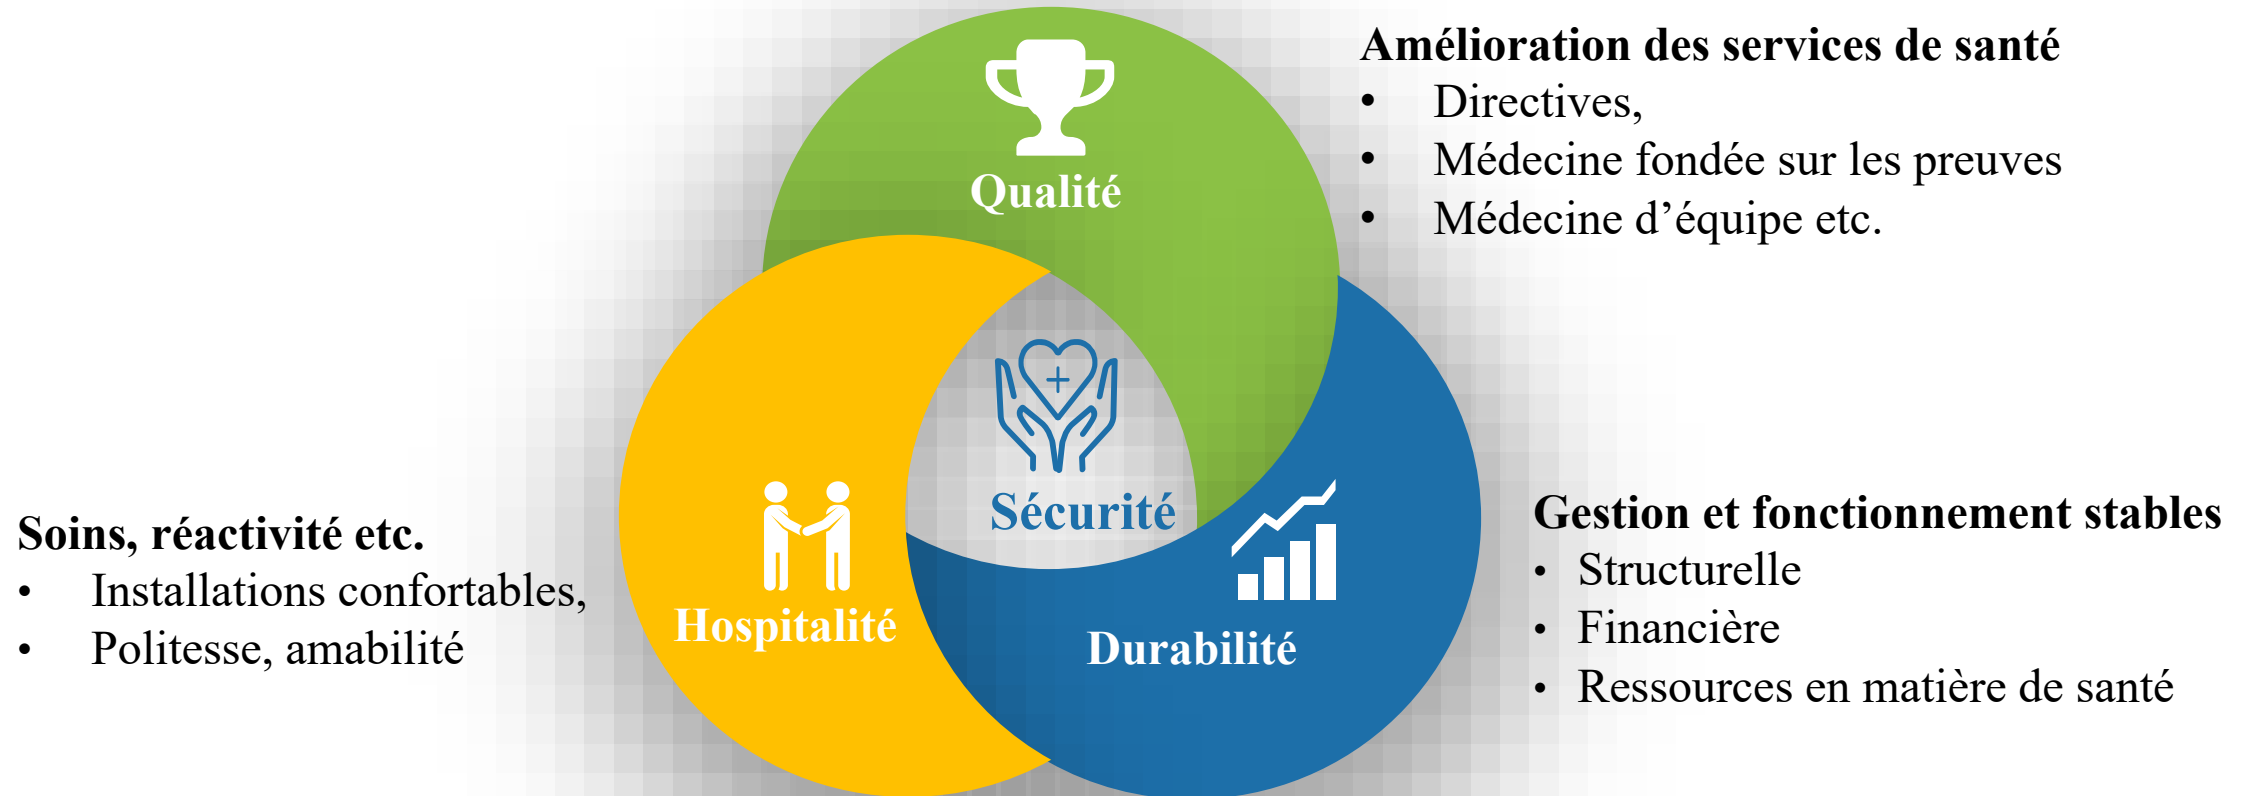 Qualité
Amélioration des services de santé
• Directives,
• Médecine fondée sur les preuves
• Médecine d’équipe etc.
Sécurité
Soins, réactivité etc.
• Installations confortables,
• Politesse, amabilité
Hospitalité
Durabilité
Gestion et fonctionnement stables
• Structurelle
• Financière
• Ressources en matière de santé